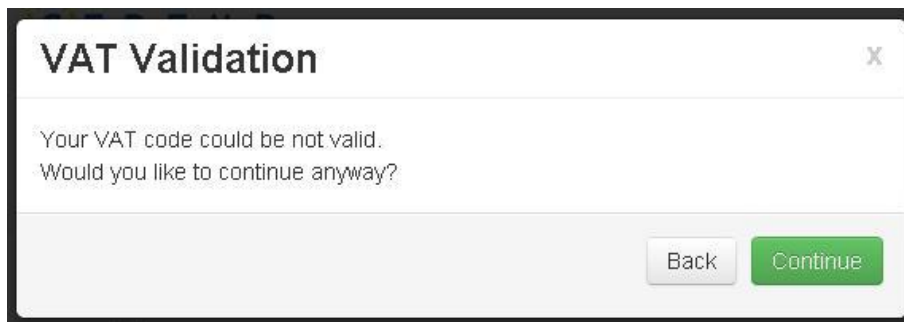 VAT Validation
x
Your VAT code could be not valid.
Would you like to continue anyway?
Back
Continue